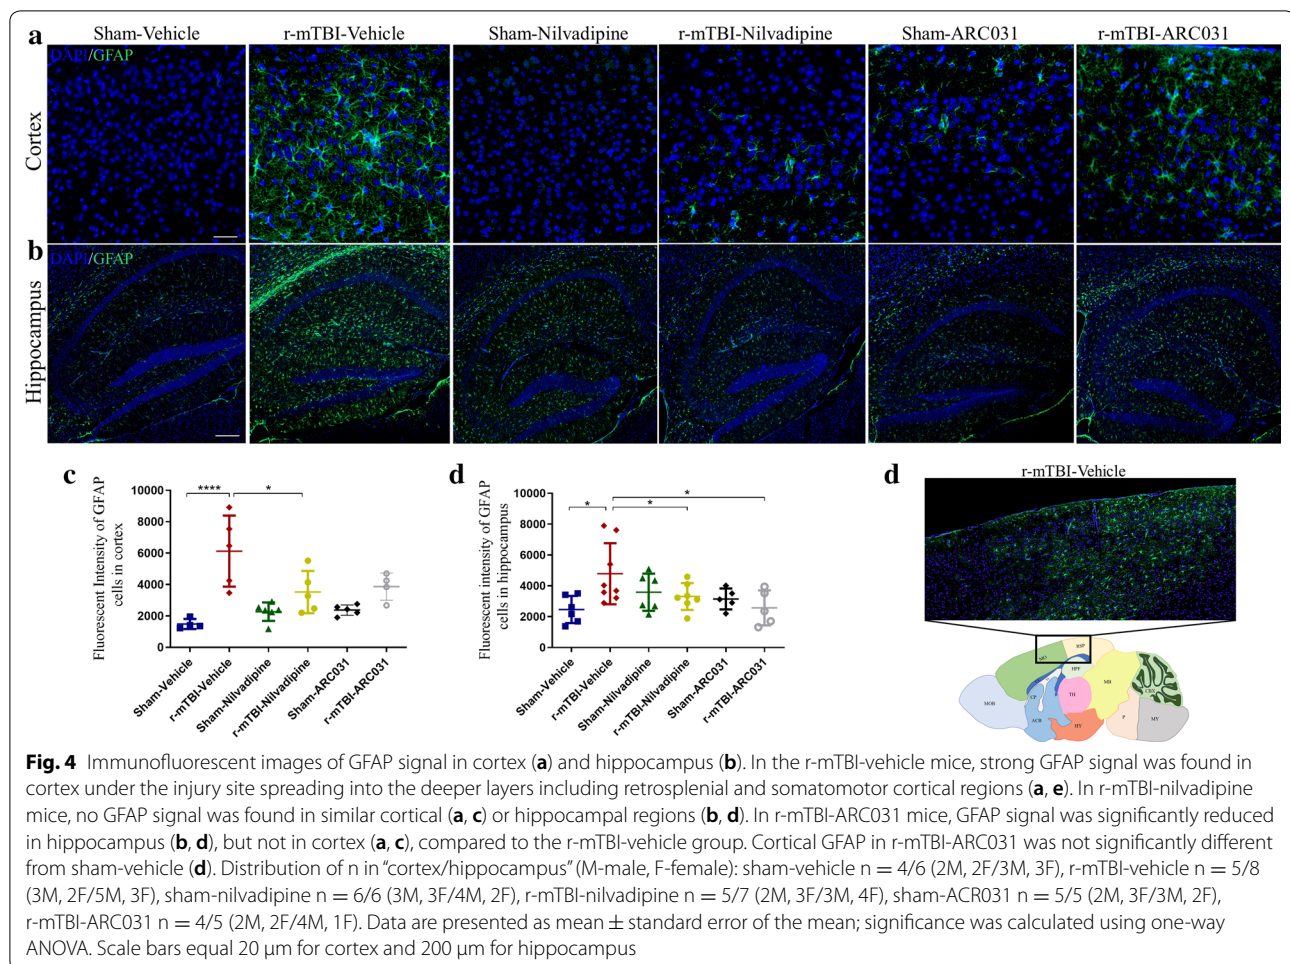 a
Sham-Vehicle
r-mTBI-Vehicle
Sham-Nilvadipine
r-mTBI-Nilvadipine
Sham-ARC031
r-mTBI-ARC031
DAPI/GFAP
Cortex
b
DAPI/GFAP
Hippocampus
c
Fluorescent Intensity of GFAP
cells in cortex
10000
8000
6000
4000
2000
0
****
*
Sham-Vehicle
r-mTBI-Vehicle
Sham-Nilvadipine
r-mTBI-Nilvadipine
Sham-ARC031
r-mTBI-ARC031
d
Fluorescent intensity of GFAP
cells in hippocampus
10000
8000
6000
4000
2000
0
*
*
*
Sham-Vehicle
r-mTBI-Vehicle
Sham-Nilvadipine
r-mTBI-Nilvadipine
Sham-ARC031
r-mTBI-ARC031
d
r-mTBI-Vehicle
RSP
HPF
MOB
CP
ACB
TH
HY
MB
P
MY
CBX
Fig. 4 Immunofluorescent images of GFAP signal in cortex (a) and hippocampus (b). In the r-mTBI-vehicle mice, strong GFAP signal was found in
cortex under the injury site spreading into the deeper layers including retrosplenial and somatomotor cortical regions (a, e). In r-mTBI-nilvadipine
mice, no GFAP signal was found in similar cortical (a, c) or hippocampal regions (b, d). In r-mTBI-ARC031 mice, GFAP signal was significantly reduced
in hippocampus (b, d), but not in cortex (a, c), compared to the r-mTBI-vehicle group. Cortical GFAP in r-mTBI-ARC031 was not significantly different
from sham-vehicle (d). Distribution of n in “cortex/hippocampus” (M-male, F-female): sham-vehicle n = 4/6 (2M, 2F/3M, 3F), r-mTBI-vehicle n = 5/8
(3M, 2F/5M, 3F), sham-nilvadipine n = 6/6 (3M, 3F/4M, 2F), r-mTBI-nilvadipine n = 5/7 (2M, 3F/3M, 4F), sham-ACR031 n = 5/5 (2M, 3F/3M, 2F),
r-mTBI-ARC031 n = 4/5 (2M, 2F/4M, 1F). Data are presented as mean ± standard error of the mean; significance was calculated using one-way
ANOVA. Scale bars equal 20 µm for cortex and 200 µm for hippocampus